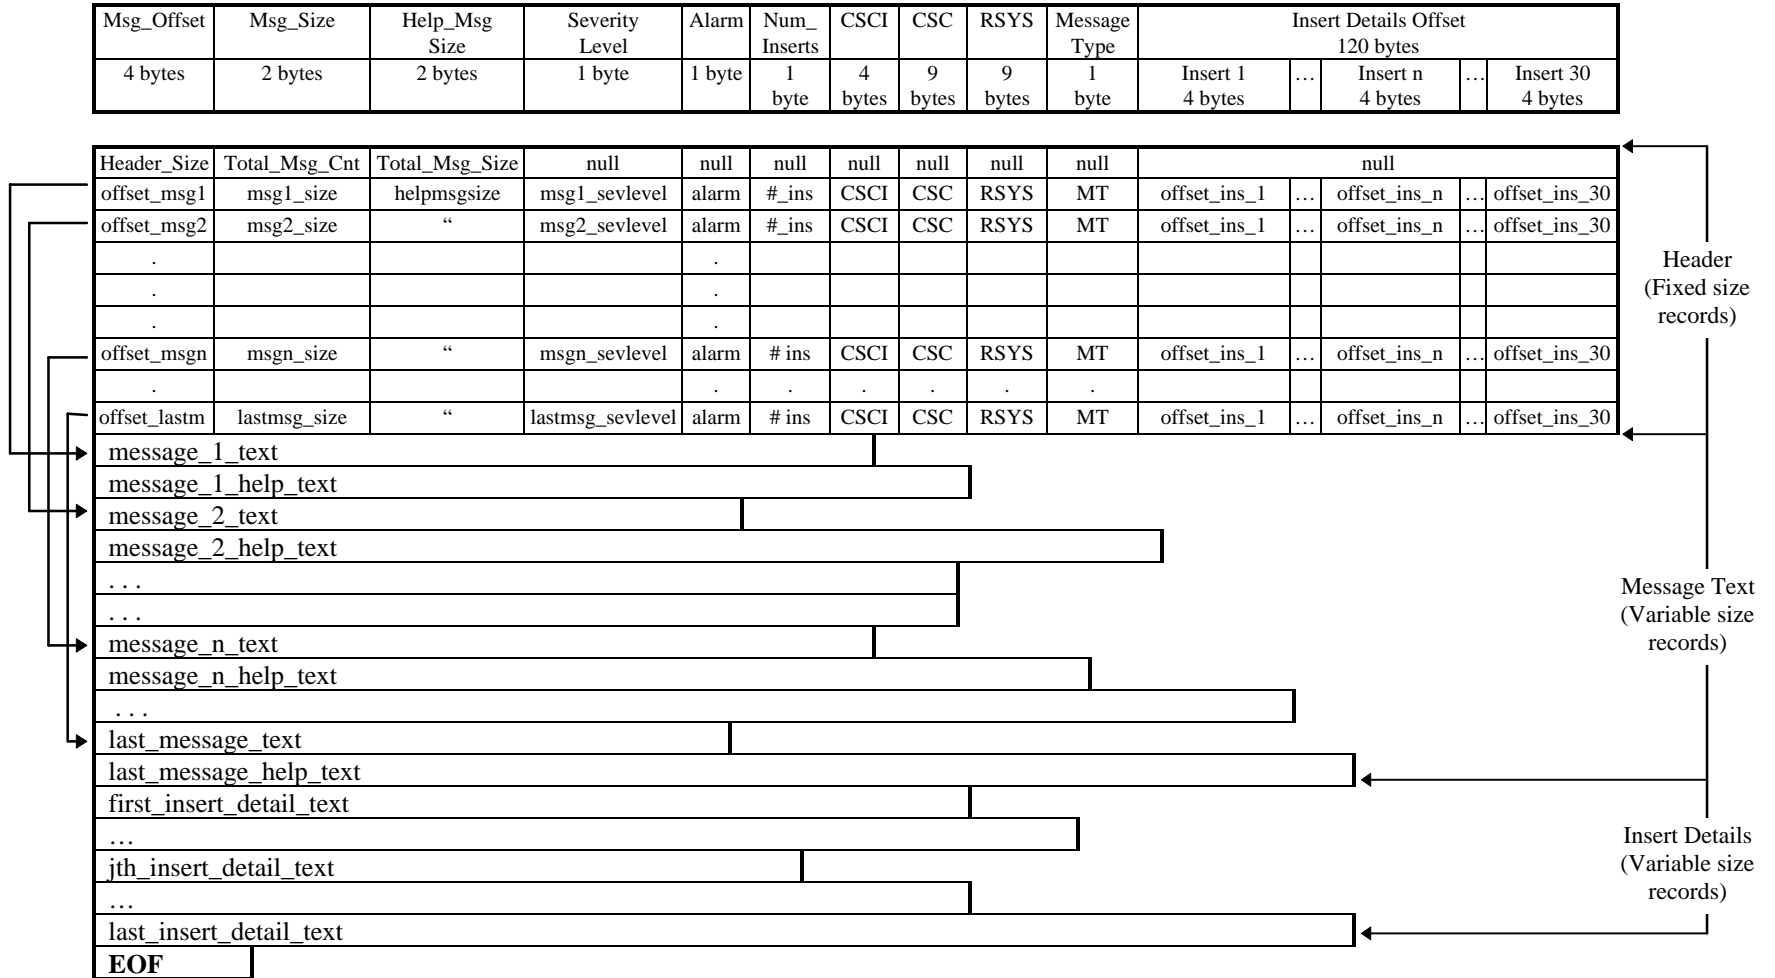 Msg_Offset Msg_Size Help_Msg Size Severity Level Alarm Num_ Inserts CSCI CSC RSYS Message Type Insert Details Offset 120 bytes
4 bytes 2 bytes 2 bytes 1 byte 1 byte 1 byte 4 bytes 9 bytes 9 bytes 1 byte Insert 1 4 bytes … Insert n 4 bytes … Insert 30 4 bytes
Header_Size Total_Msg_Cnt Total_Msg_Size null null null null null null null null
offset_msg1 msg1_size helpmsgsize msg1_sevlevel alarm #_ins CSCI CSC RSYS MT offset_ins_1 … offset_ins_n … offset_ins_30
offset_msg2 msg2_size “ msg2_sevlevel alarm #_ins CSCI CSC RSYS MT offset_ins_1 … offset_ins_n … offset_ins_30
. .
. .
. .
Header
(Fixed size
records)
offset_msgn msgn_size “ msgn_sevlevel alarm # ins CSCI CSC RSYS MT offset_ins_1 … offset_ins_n … offset_ins_30
. . . . . . .
offset_lastm lastmsg_size “ lastmsg_sevlevel alarm # ins CSCI CSC RSYS MT offset_ins_1 … offset_ins_n … offset_ins_30
message_1_text
message_1_help_text
message_2_text
message_2_help_text
. . .
. . .
Message Text
(Variable size
records)
message_n_text
message_n_help_text
. . .
last_message_text
last_message_help_text
first_insert_detail_text
…
jth_insert_detail_text
…
Insert Details
(Variable size
records)
last_insert_detail_text
EOF